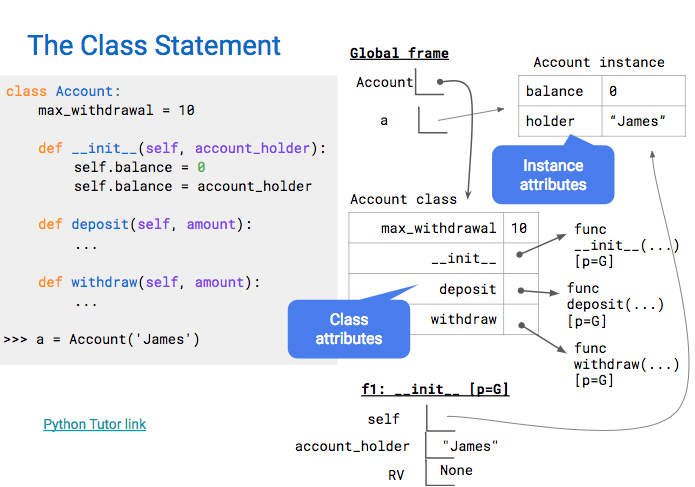 The Class Statement
class Account:
max_withdrawal = 10
def __init__(self, account_holder):
self.balance = 0
self.balance = account_holder
def deposit(self, amount):
...
def withdraw(self, amount):
...
>>> a = Account('James')
Python Tutor link
Global frame
Account
a
Account instance
balance 0
holder “James”
Instance
attributes
Account class
max_withdrawal 10
__init__
deposit
withdraw
Class
attributes
func
__init__(...)
[p=G]
func
deposit(...)
[p=G]
func
withdraw(...)
[p=G]
f1: __init__ [p=G]
self
account_holder "James"
RV None